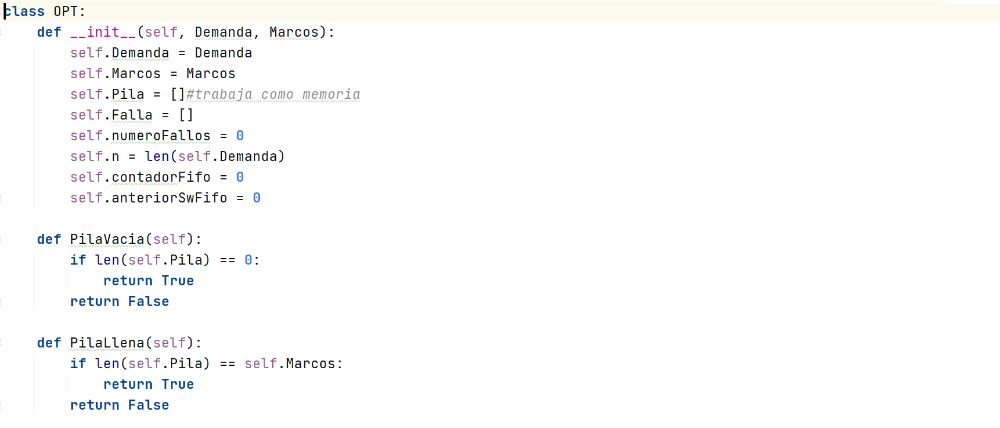 class OPT:
    def __init__(self, Demanda, Marcos):
        self.Demanda = Demanda
        self.Marcos = Marcos
        self.Pila = []#trabaja como memoria
        self.Falla = []
        self.numeroFallos = 0
        self.n = len(self.Demanda)
        self.contadorFifo = 0
        self.anteriorSwFifo = 0

    def PilaVacia(self):
        if len(self.Pila) == 0:
            return True
        return False

    def PilaLlena(self):
        if len(self.Pila) == self.Marcos:
            return True
        return False